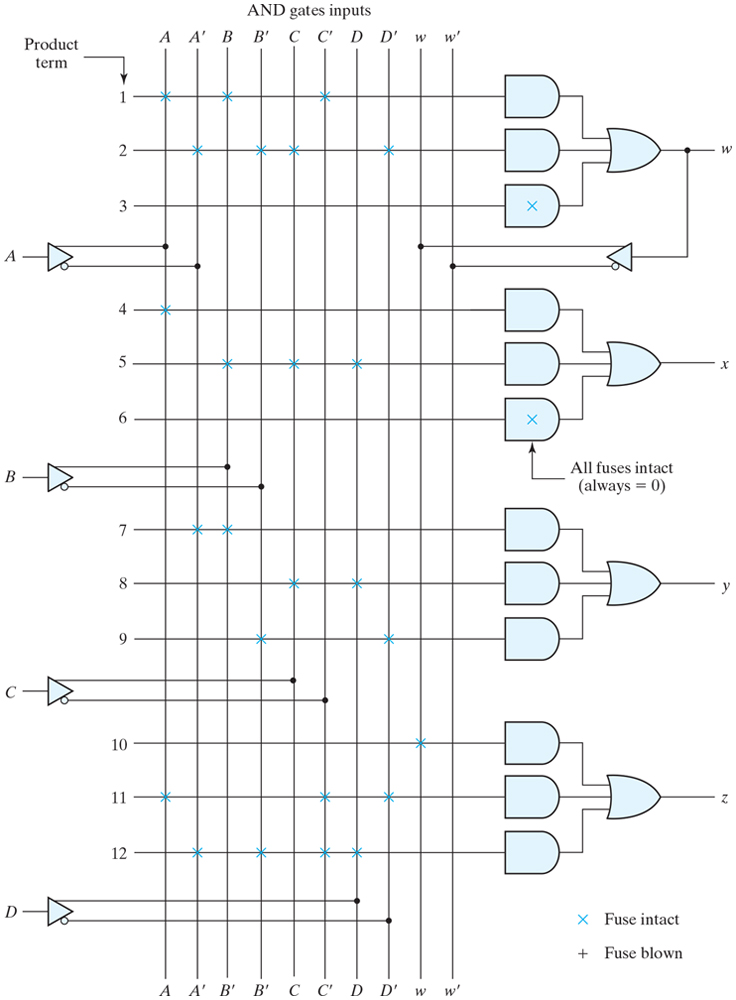 AND gates inputs
Product
term
A A' B B' C C' D D' w w'
1
2
w
3
A
4
5
x
6
All fuses intact
(always = 0)
B
7
8
y
9
C
10
11
z
12
D
× Fuse intact
+ Fuse blown
A A' B' B' C C' D D' w w'